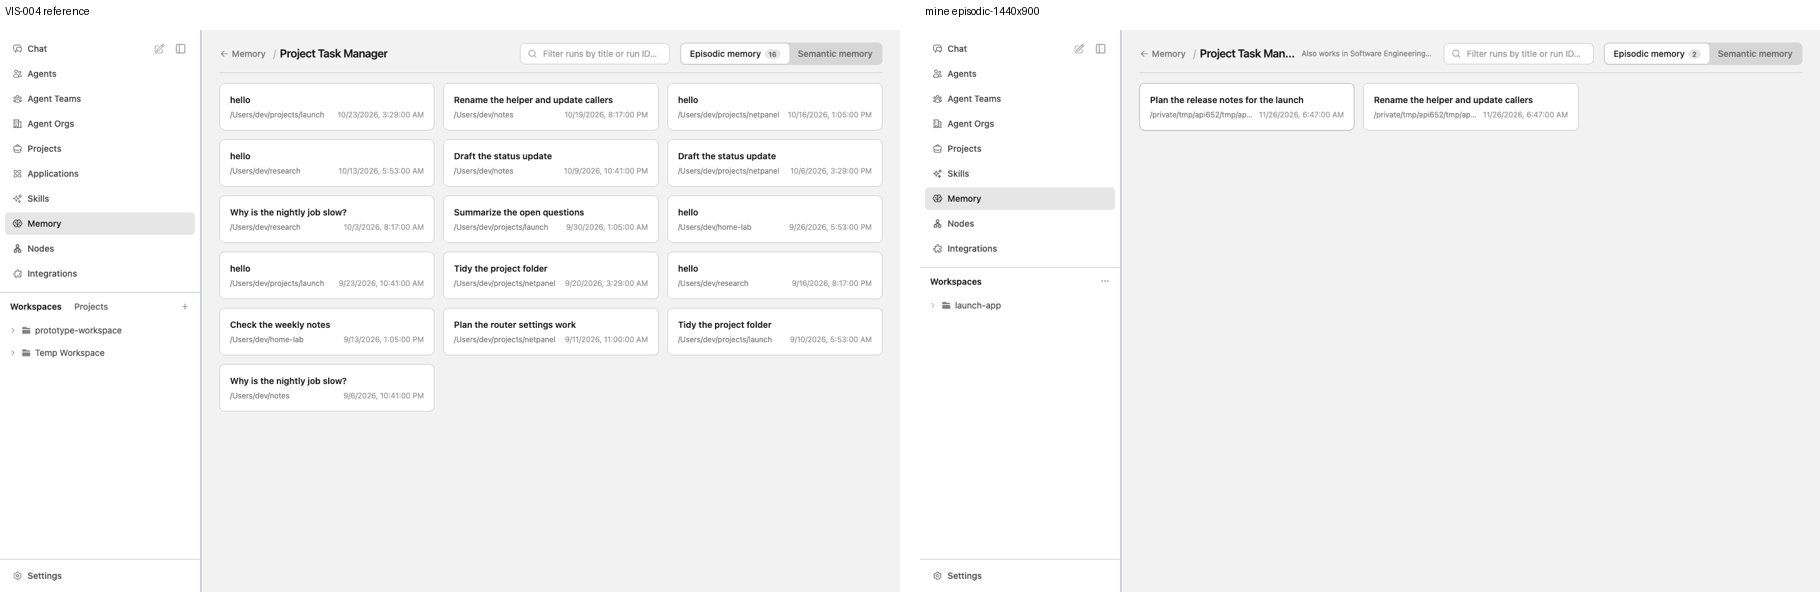 VIS-004 reference
Chat
Agents
Agent Teams
Agent Orgs
Projects
Applications
Skills
Memory
Nodes
Integrations
Workspaces Projects +
prototype-workspace
Temp Workspace
Settings
← Memory / Project Task Manager
Filter runs by title or run ID...
Episodic memory 16 Semantic memory
hello
/Users/dev/projects/launch 10/23/2026, 3:29:00 AM
Rename the helper and update callers
/Users/dev/notes 10/19/2026, 8:17:00 PM
hello
/Users/dev/projects/netpanel 10/16/2026, 1:05:00 PM
hello
/Users/dev/research 10/13/2026, 5:53:00 AM
Draft the status update
/Users/dev/notes 10/9/2026, 10:41:00 PM
Draft the status update
/Users/dev/projects/netpanel 10/6/2026, 3:29:00 PM
Why is the nightly job slow?
/Users/dev/research 10/3/2026, 8:17:00 AM
Summarize the open questions
/Users/dev/projects/launch 9/30/2026, 1:05:00 AM
hello
/Users/dev/home-lab 9/26/2026, 5:53:00 PM
hello
/Users/dev/projects/launch 9/23/2026, 10:41:00 AM
Tidy the project folder
/Users/dev/projects/netpanel 9/20/2026, 3:29:00 AM
hello
/Users/dev/research 9/16/2026, 8:17:00 PM
Check the weekly notes
/Users/dev/home-lab 9/13/2026, 1:05:00 PM
Plan the router settings work
/Users/dev/projects/netpanel 9/11/2026, 11:00:00 AM
Tidy the project folder
/Users/dev/projects/launch 9/10/2026, 5:53:00 AM
Why is the nightly job slow?
/Users/dev/notes 9/6/2026, 10:41:00 PM
mine episodic-1440x900
Chat
Agents
Agent Teams
Agent Orgs
Projects
Skills
Memory
Nodes
Integrations
Workspaces ...
launch-app
Settings
← Memory / Project Task Man... Also works in Software Engineering...
Filter runs by title or run ID...
Episodic memory 2 Semantic memory
Plan the release notes for the launch
/private/tmp/api652/tmp/ap... 11/26/2026, 6:47:00 AM
Rename the helper and update callers
/private/tmp/api652/tmp/ap... 11/26/2026, 6:47:00 AM